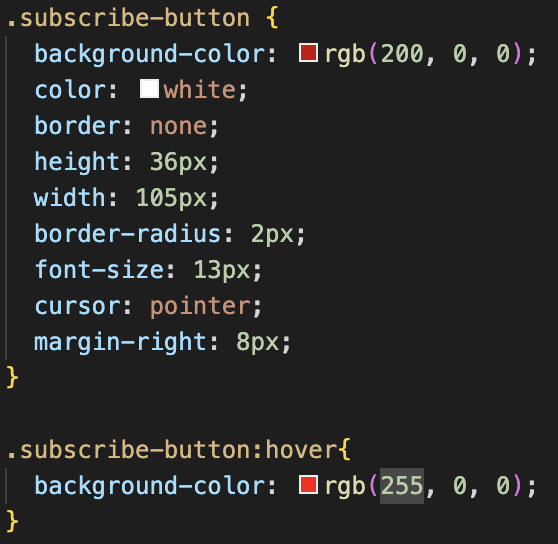 .subscribe-button {
background-color: rgb(200, 0, 0);
color: white;
border: none;
height: 36px;
width: 105px;
border-radius: 2px;
font-size: 13px;
cursor: pointer;
margin-right: 8px;
}
.subscribe-button:hover{
background-color: rgb(255, 0, 0);
}